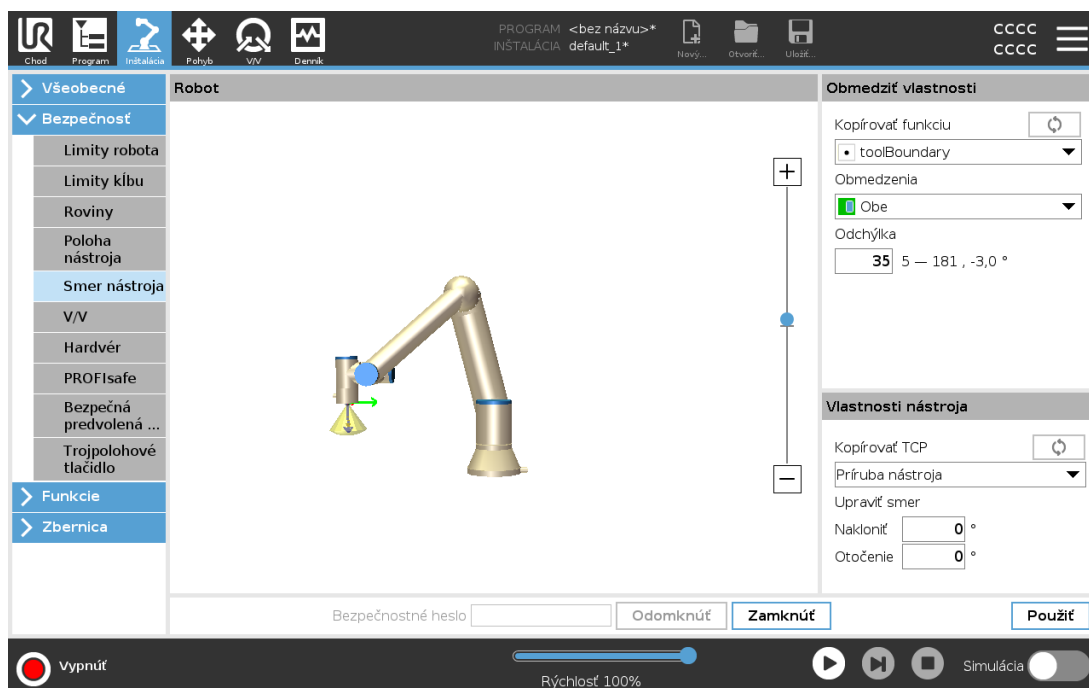 PROGRAM <bez názvu>*
INŠTALÁCIA default_1*
Chod
Program
Inštalácia
Pohyb
V/V
Denník
Nový...
Otvoriť...
Uložiť...
cccc
cccc
Všeobecné
Bezpečnosť
Limity robota
Limity kĺbu
Roviny
Poloha
nástroja
Smer nástroja
V/V
Hardvér
PROFIsafe
Bezpečná
predvolená ...
Trojpolohové
tlačidlo
Funkcie
Zbernica
Robot
Obmedziť vlastnosti
Kopírovať funkciu
toolBoundary
Obmedzenia
Obe
Odchýlka
35 5 — 181 , -3,0 °
Vlastnosti nástroja
Kopírovať TCP
Príruba nástroja
Upraviť smer
Nakloniť 0 °
Otočenie 0 °
Bezpečnostné heslo Odomknúť Zamknúť Použiť
Vypnúť
Rýchlosť 100%
Simulácia